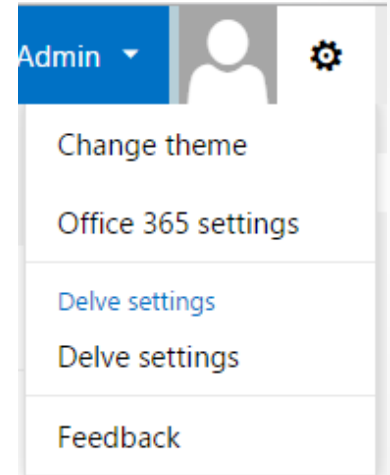 Admin
Change theme
Office 365 settings
Delve settings
Delve settings
Feedback